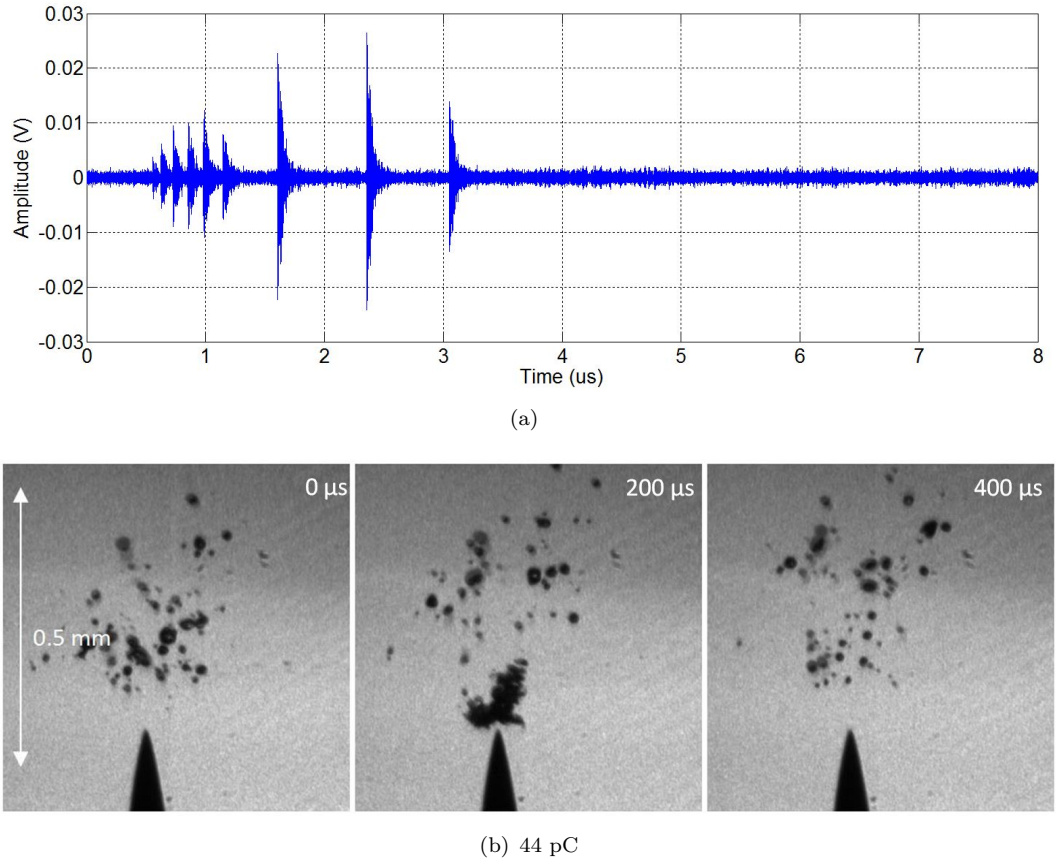 0.03
0.02
0.01
0
-0.01
-0.02
-0.03
Amplitude (V)
0 1 2 3 4 5 6 7 8
Time (us)
(a)
0 µs 200 µs 400 µs
0.5 mm
(b) 44 pC